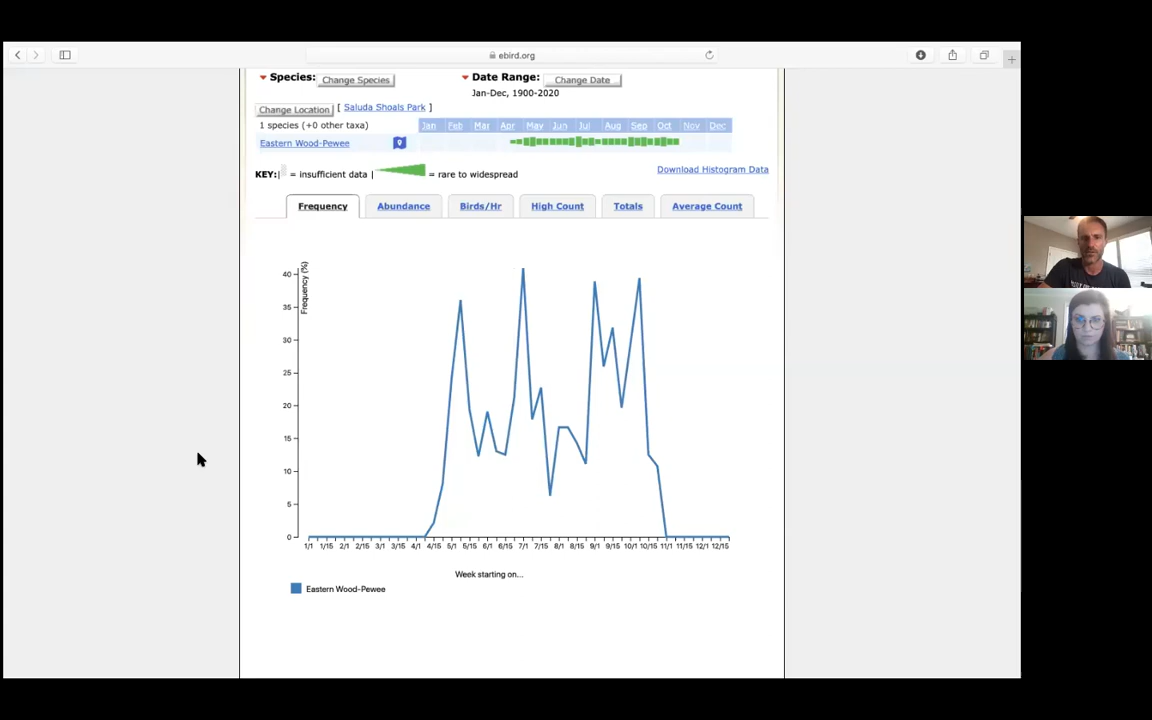 ebird.org
Species: Change Species Date Range: Change Date
Jan-Dec, 1900-2020
Change Location [ Saluda Shoals Park ]
1 species (+0 other taxa) Jan Feb Mar Apr May Jun Jul Aug Sep Oct Nov Dec
Eastern Wood-Pewee
KEY: = insufficient data | = rare to widespread Download Histogram Data
Frequency Abundance Birds/Hr High Count Totals Average Count
Frequency (%)
40
35
30
25
20
15
10
5
0
1/1 1/15 2/1 2/15 3/1 3/15 4/1 4/15 5/1 5/15 6/1 6/15 7/1 7/15 8/1 8/15 9/1 9/15 10/1 10/15 11/1 11/15 12/1 12/15
Week starting on...
Eastern Wood-Pewee